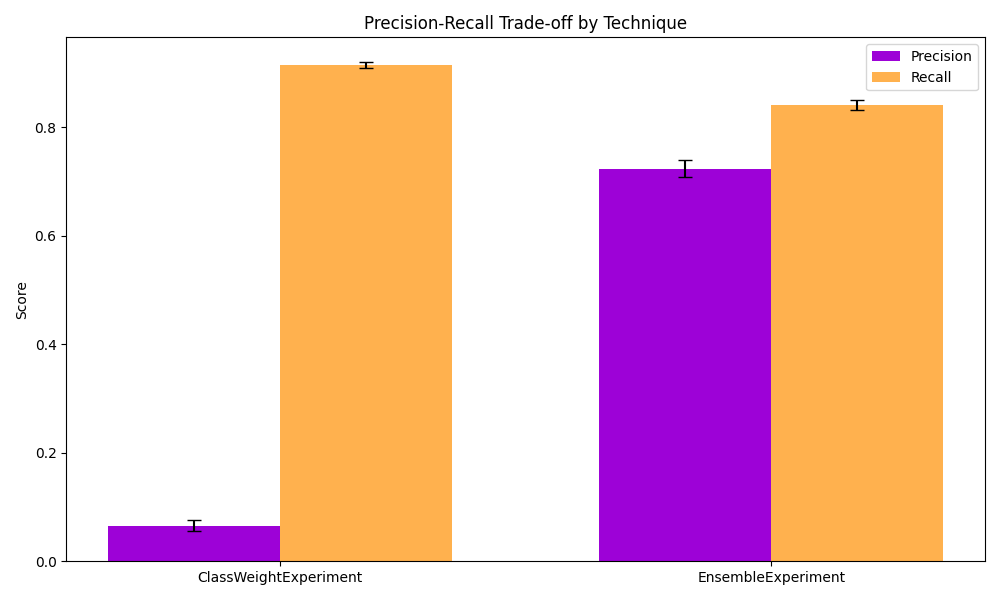 Precision-Recall Trade-off by Technique
Precision
Recall
Score
0.8
0.6
0.4
0.2
0.0
ClassWeightExperiment
EnsembleExperiment